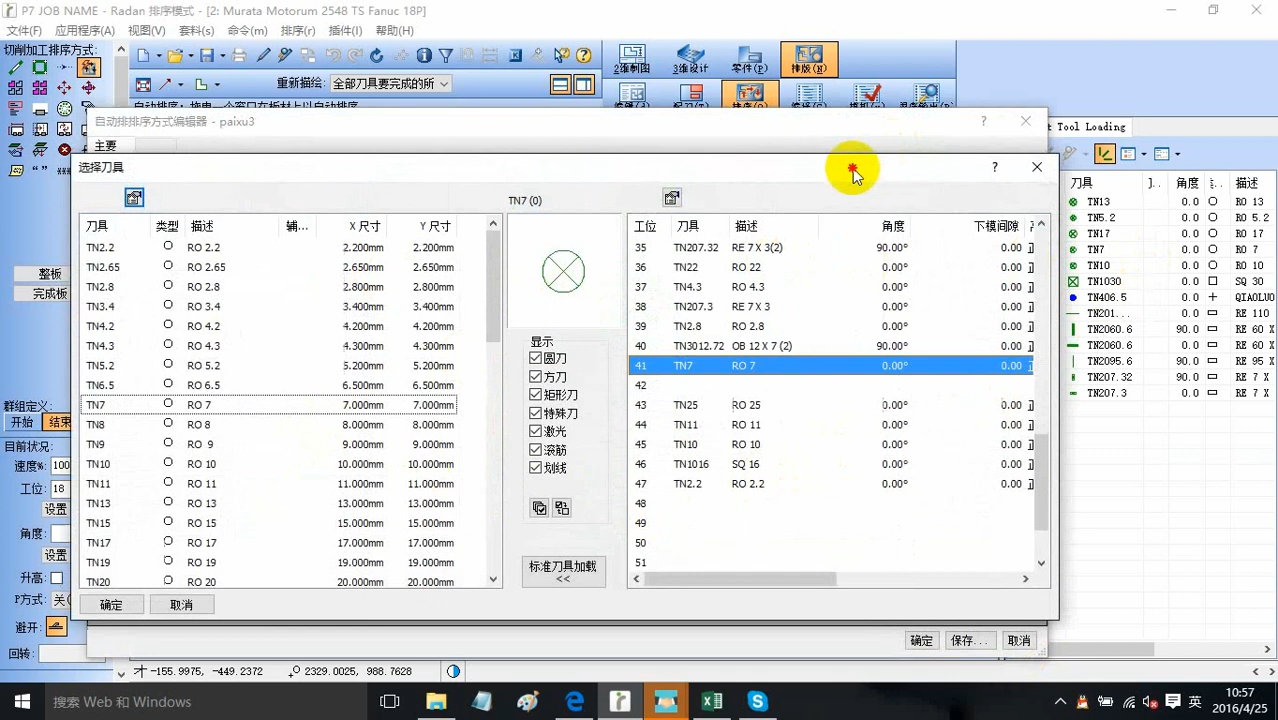 P7 JOB NAME - Radan 排序模式 - [2: Murata Motorum 2548 TS Fanuc 18P]
文件(F) 应用程序(A) 视图(V) 套料(s) 命令(m) 排序(r) 插件(I) 帮助(H)
切削加工排序方式:
2维制图 3维设计 零件(P) 排版(N)
重新描绘: 全部刀具要完成的所
自动排排序方式编辑器 - paixu3
主要
t Tool Loading
选择刀具
TN7 (0)
刀具 类型 描述 辅... X 尺寸 Y 尺寸
TN2.2 RO 2.2 2.200mm 2.200mm
TN2.65 RO 2.65 2.650mm 2.650mm
TN2.8 RO 2.8 2.800mm 2.800mm
TN3.4 RO 3.4 3.400mm 3.400mm
TN4.2 RO 4.2 4.200mm 4.200mm
TN4.3 RO 4.3 4.300mm 4.300mm
TN5.2 RO 5.2 5.200mm 5.200mm
TN6.5 RO 6.5 6.500mm 6.500mm
TN7 RO 7 7.000mm 7.000mm
TN8 RO 8 8.000mm 8.000mm
TN9 RO 9 9.000mm 9.000mm
TN10 RO 10 10.000mm 10.000mm
TN11 RO 11 11.000mm 11.000mm
TN13 RO 13 13.000mm 13.000mm
TN15 RO 15 15.000mm 15.000mm
TN17 RO 17 17.000mm 17.000mm
TN19 RO 19 19.000mm 19.000mm
TN20 RO 20 20.000mm 20.000mm
显示
圆刀
方刀
矩形刀
特殊刀
激光
滚筋
划线
标准刀具加载
<<
工位 刀具 描述 角度 下模间隙
35 TN207.32 RE 7 X 3(2) 90.00° 0.00
36 TN22 RO 22 0.00° 0.00
37 TN4.3 RO 4.3 0.00° 0.00
38 TN207.3 RE 7 X 3 0.00° 0.00
39 TN2.8 RO 2.8 0.00° 0.00
40 TN3012.72 OB 12 X 7 (2) 90.00° 0.00
41 TN7 RO 7 0.00° 0.00
42
43 TN25 RO 25 0.00° 0.00
44 TN11 RO 11 0.00° 0.00
45 TN10 RO 10 0.00° 0.00
46 TN1016 SQ 16 0.00° 0.00
47 TN2.2 RO 2.2 0.00° 0.00
48
49
50
51
确定 取消
确定 保存... 取消
刀具 角度 描述
TN13 0.0 RO 13
TN5.2 0.0 RO 5.2
TN17 0.0 RO 17
TN7 0.0 RO 7
TN10 0.0 RO 10
TN1030 0.0 SQ 30
TN406.5 0.0 QIAOLUO
TN201... 0.0 RE 110
TN2060.6 90.0 RE 60 X
TN2060.6 0.0 RE 60 X
TN2095.6 90.0 RE 95 X
TN207.32 90.0 RE 7 X
TN207.3 0.0 RE 7 X
整板
完成板
群组定义:
开始 结束
目前状况:
速度%: 100
工位: 18
设置
角度:
设置
升高:
P方式: 关(
避开:
回转:
-155.9975, -449.2372 2329.0025, 988.7628
搜索 Web 和 Windows
英
10:57
2016/4/25